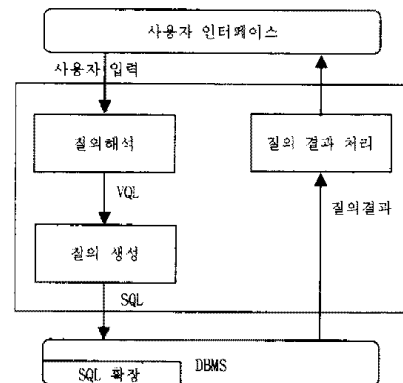 사용자 인터페이스
사용자 입력
질의해석
질의 결과 처리
VQL
질의결과
질의 생성
SQL
DBMS
SQL 확장